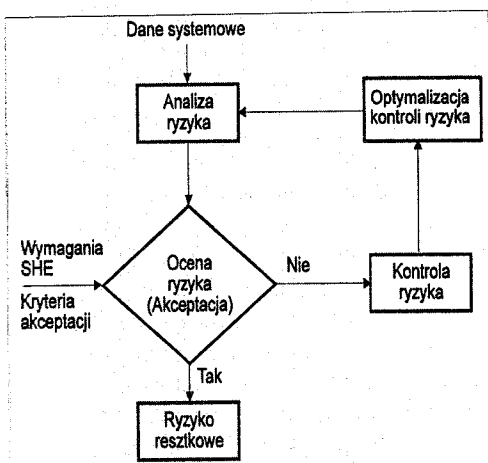 Dane systemowe
Analiza
ryzyka
Optymalizacja
kontroli ryzyka
Wymagania
SHE
Kryteria
akceptacji
Ocena
ryzyka
(Akceptacja)
Nie
Kontrola
ryzyka
Tak
Ryzyko
resztkowe